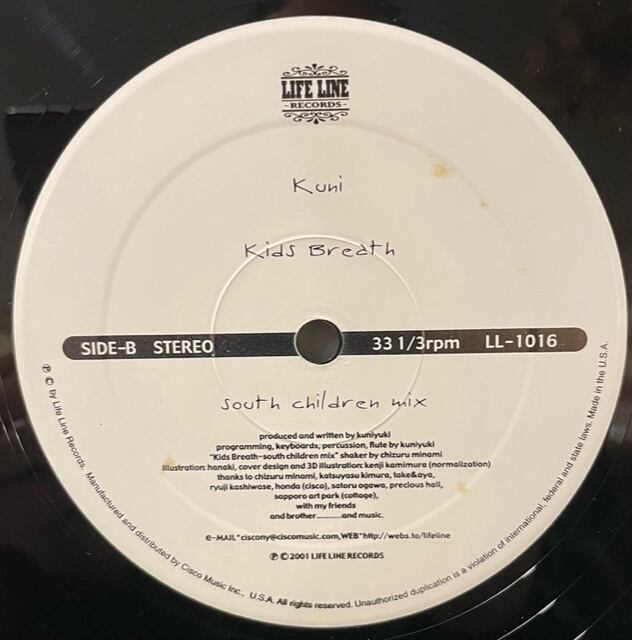 LIFE LINE
-RECORDS-
Kuni
Kids Breath
SIDE-B STEREO 33 1/3rpm LL-1016
south children mix
produced and written by kuniyuki
programming, keyboards, percussion, flute by kuniyuki
"Kids Breath-south children mix" shaker by chizuru minami
illustration: hanaki, cover design and 3D illustration: kenji kamimura (normalization)
thanks to chizuru minami, katsuyasu kimura, take&aya,
ryuji kashiwase, honda (cisco), satoru ogawa, precious hall,
sapporo art park (cottage),
with my friends
and brother...........and music.
e-MAIL"ciscony@ciscomusic.com,WEB"http://webs.to/lifeline
℗ © 2001 LIFE LINE RECORDS
℗ © by Life Line Records. Manufactured and distributed by Cisco Music Inc., U.S.A. All rights reserved. Unauthorized duplication is a violation of international, federal and state laws. Made in the U.S.A.